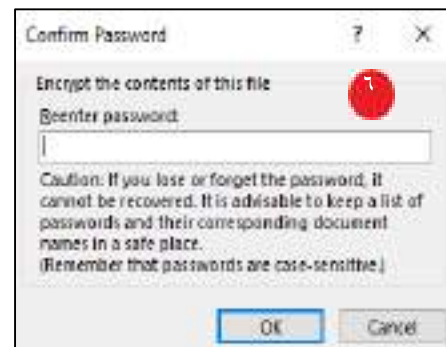 Confirm Password ? ×
Encrypt the contents of this file
٦
Reenter password:
Caution: If you lose or forget the password, it
cannot be recovered. It is advisable to keep a list of
passwords and their corresponding document
names in a safe place.
(Remember that passwords are case-sensitive.)
OK Cancel